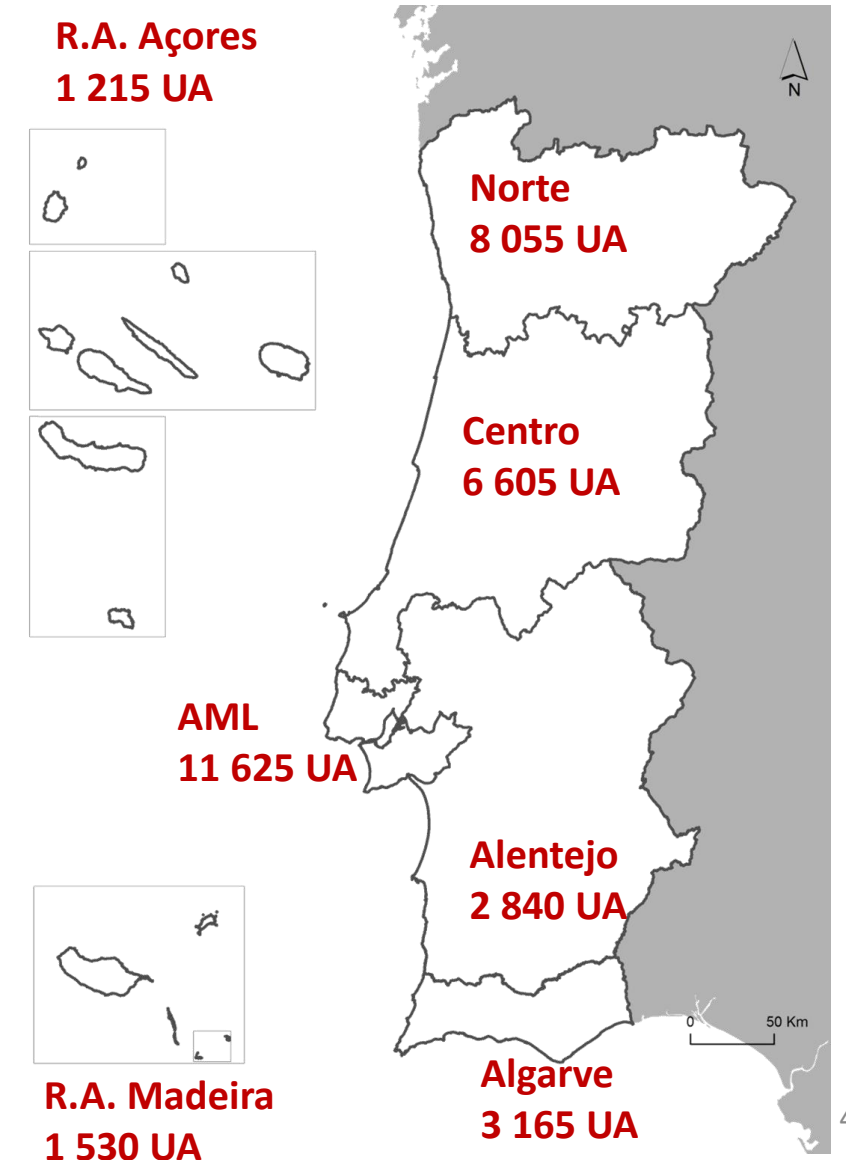 R.A. Açores
1 215 UA
N
Norte
8 055 UA
Centro
6 605 UA
AML
11 625 UA
Alentejo
2 840 UA
0 50 Km
Algarve
3 165 UA
R.A. Madeira
1 530 UA